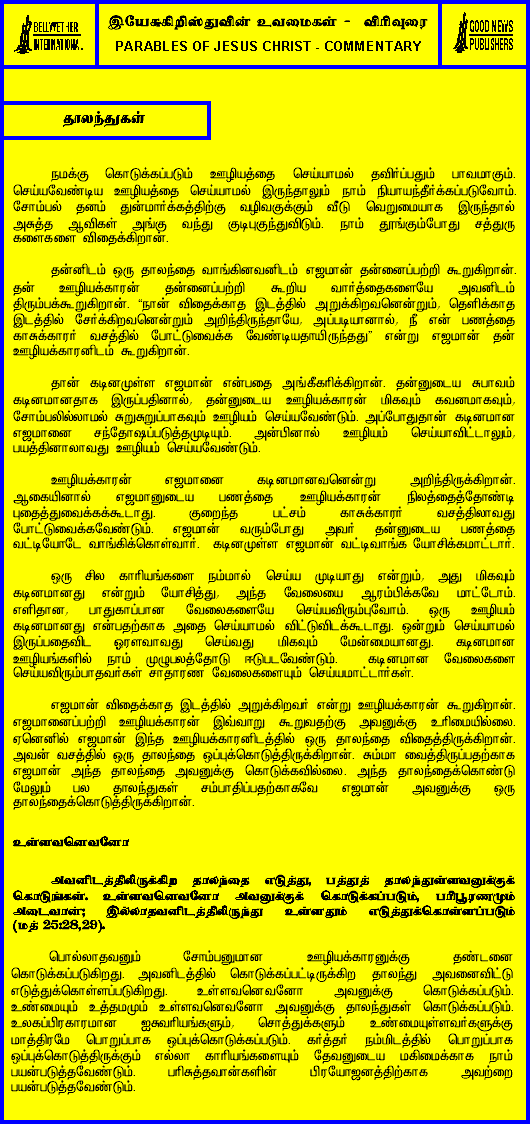 BELLWETHER
INTERNATIONAL
இயேசுகிறிஸ்துவின் உவமைகள் - விரிவுரை
PARABLES OF JESUS CHRIST - COMMENTARY
GOOD NEWS
PUBLISHERS
தாலந்துகள்
நமக்கு கொடுக்கப்படும் ஊழியத்தை செய்யாமல் தவிர்ப்பதும் பாவமாகும்.
செய்யவேண்டிய ஊழியத்தை செய்யாமல் இருந்தாலும் நாம் நியாயந்தீர்க்கப்படுவோம்.
சோம்பல் தனம் துன்மார்க்கத்திற்கு வழிவகுக்கும் வீடு வெறுமையாக இருந்தால்
அசுத்த ஆவிகள் அங்கு வந்து குடிபுகுந்துவிடும். நாம் தூங்கும்போது சத்துரு
களைகளை விதைக்கிறான்.
தன்னிடம் ஒரு தாலந்தை வாங்கினவனிடம் எஜமான் தன்னைப்பற்றி கூறுகிறான்.
தன் ஊழியக்காரன் தன்னைப்பற்றி கூறிய வார்த்தைகளையே அவனிடம்
திரும்பக்கூறுகிறான். "நான் விதைக்காத இடத்தில் அறுக்கிறவனென்றும், தெளிக்காத
இடத்தில் சேர்க்கிறவனென்றும் அறிந்திருந்தாயே, அப்படியானால், நீ என் பணத்தை
காசுக்காரர் வசத்தில் போட்டுவைக்க வேண்டியதாயிருந்தது" என்று எஜமான் தன்
ஊழியக்காரனிடம் கூறுகிறான்.
தான் கடினமுள்ள எஜமான் என்பதை அங்கீகரிக்கிறான். தன்னுடைய சுபாவம்
கடினமானதாக இருப்பதினால், தன்னுடைய ஊழியக்காரன் மிகவும் கவனமாகவும்,
சோம்பலில்லாமல் சுறுசுறுப்பாகவும் ஊழியம் செய்யவேண்டும். அப்போதுதான் கடினமான
எஜமானை சந்தோஷப்படுத்தமுடியும். அன்பினால் ஊழியம் செய்யாவிட்டாலும்,
பயத்தினாலாவது ஊழியம் செய்யவேண்டும்.
ஊழியக்காரன் எஜமானை கடினமானவனென்று அறிந்திருக்கிறான்.
ஆகையினால் எஜமானுடைய பணத்தை ஊழியக்காரன் நிலத்தைத்தோண்டி
புதைத்துவைக்கக்கூடாது. குறைந்த பட்சம் காசுக்காரர் வசத்திலாவது
போட்டுவைக்கவேண்டும். எஜமான் வரும்போது அவர் தன்னுடைய பணத்தை
வட்டியோடே வாங்கிக்கொள்வார். கடினமுள்ள எஜமான் வட்டிவாங்க யோசிக்கமாட்டார்.
ஒரு சில காரியங்களை நம்மால் செய்ய முடியாது என்றும், அது மிகவும்
கடினமானது என்றும் யோசித்து, அந்த வேலையை ஆரம்பிக்கவே மாட்டோம்.
எளிதான, பாதுகாப்பான வேலைகளையே செய்யவிரும்புவோம். ஒரு ஊழியம்
கடினமானது என்பதற்காக அதை செய்யாமல் விட்டுவிடக்கூடாது. ஒன்றும் செய்யாமல்
இருப்பதைவிட ஓரளவாவது செய்வது மிகவும் மேன்மையானது. கடினமான
ஊழியங்களில் நாம் முழுபலத்தோடு ஈடுபடவேண்டும். கடினமான வேலைகளை
செய்யவிரும்பாதவர்கள் சாதாரண வேலைகளையும் செய்யமாட்டார்கள்.
எஜமான் விதைக்காத இடத்தில் அறுக்கிறவர் என்று ஊழியக்காரன் கூறுகிறான்.
எஜமானைப்பற்றி ஊழியக்காரன் இவ்வாறு கூறுவதற்கு அவனுக்கு உரிமையில்லை.
ஏனெனில் எஜமான் இந்த ஊழியக்காரனிடத்தில் ஒரு தாலந்தை விதைத்திருக்கிறான்.
அவன் வசத்தில் ஒரு தாலந்தை ஒப்புக்கொடுத்திருக்கிறான். சும்மா வைத்திருப்பதற்காக
எஜமான் அந்த தாலந்தை அவனுக்கு கொடுக்கவில்லை. அந்த தாலந்தைக்கொண்டு
மேலும் பல தாலந்துகள் சம்பாதிப்பதற்காகவே எஜமான் அவனுக்கு ஒரு
தாலந்தைக்கொடுத்திருக்கிறான்.
உள்ளவனெவனோ
அவனிடத்திலிருக்கிற தாலந்தை எடுத்து, பத்துத் தாலந்துள்ளவனுக்குக்
கொடுங்கள். உள்ளவனெவனோ அவனுக்குக் கொடுக்கப்படும், பரிபூரணமும்
அடைவான்; இல்லாதவனிடத்திலிருந்து உள்ளதும் எடுத்துக்கொள்ளப்படும்
(மத் 25:28,29).
பொல்லாதவனும் சோம்பனுமான ஊழியக்காரனுக்கு தண்டனை
கொடுக்கப்படுகிறது. அவனிடத்தில் கொடுக்கப்பட்டிருக்கிற தாலந்து அவனைவிட்டு
எடுத்துக்கொள்ளப்படுகிறது. உள்ளவனெவனோ அவனுக்கு கொடுக்கப்படும்.
உண்மையும் உத்தமமும் உள்ளவனெவனோ அவனுக்கு தாலந்துகள் கொடுக்கப்படும்.
உலகப்பிரகாரமான ஐசுவரியங்களும், சொத்துக்களும் உண்மையுள்ளவர்களுக்கு
மாத்திரமே பொறுப்பாக ஒப்புக்கொடுக்கப்படும். கர்த்தர் நம்மிடத்தில் பொறுப்பாக
ஒப்புக்கொடுத்திருக்கும் எல்லா காரியங்களையும் தேவனுடைய மகிமைக்காக நாம்
பயன்படுத்தவேண்டும். பரிசுத்தவான்களின் பிரயோஜனத்திற்காக அவற்றை
பயன்படுத்தவேண்டும்.